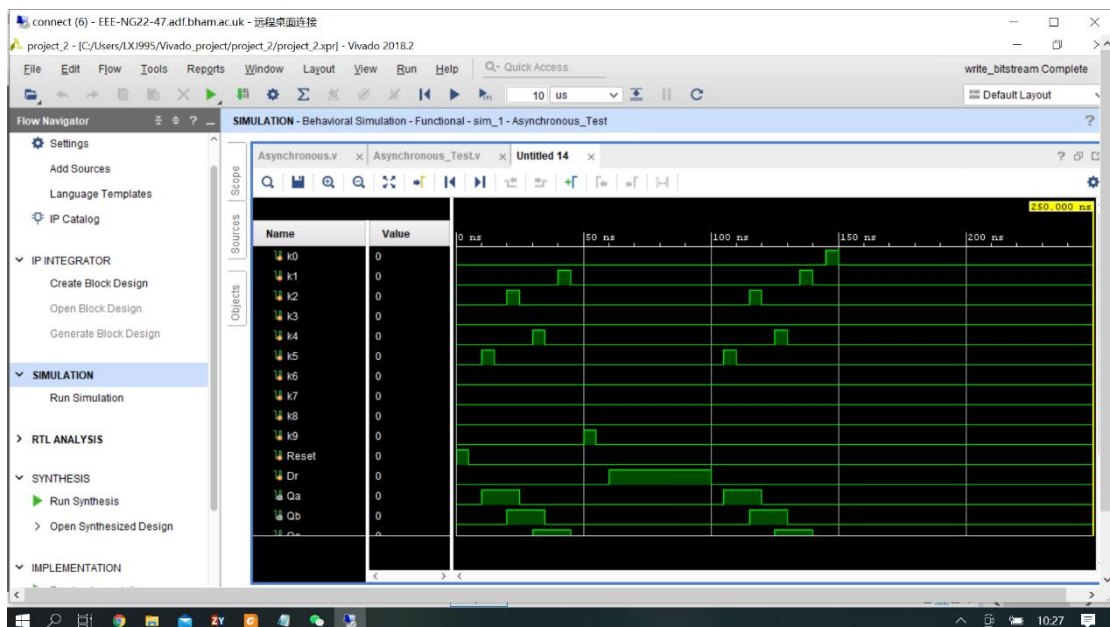 connect (6) - EEE-NG22-47.adf.bham.ac.uk - 远程桌面连接
project_2 - [C:/Users/LXJ995/Vivado_project/project_2/project_2.xpr] - Vivado 2018.2
File Edit Flow Tools Reports Window Layout View Run Help Quick Access write_bitstream Complete
10 us Default Layout
Flow Navigator SIMULATION - Behavioral Simulation - Functional - sim_1 - Asynchronous_Test
Settings
Add Sources
Language Templates
IP Catalog
IP INTEGRATOR
Create Block Design
Open Block Design
Generate Block Design
SIMULATION
Run Simulation
RTL ANALYSIS
SYNTHESIS
Run Synthesis
Open Synthesized Design
IMPLEMENTATION
Scope
Sources
Objects
Asynchronous.v Asynchronous_Test.v Untitled 14
250.000 ns
Name Value 0 ns 50 ns 100 ns 150 ns 200 ns
k0 0
k1 0
k2 0
k3 0
k4 0
k5 0
k6 0
k7 0
k8 0
k9 0
Reset 0
Dr 0
Qa 0
Qb 0
ZY
10:27